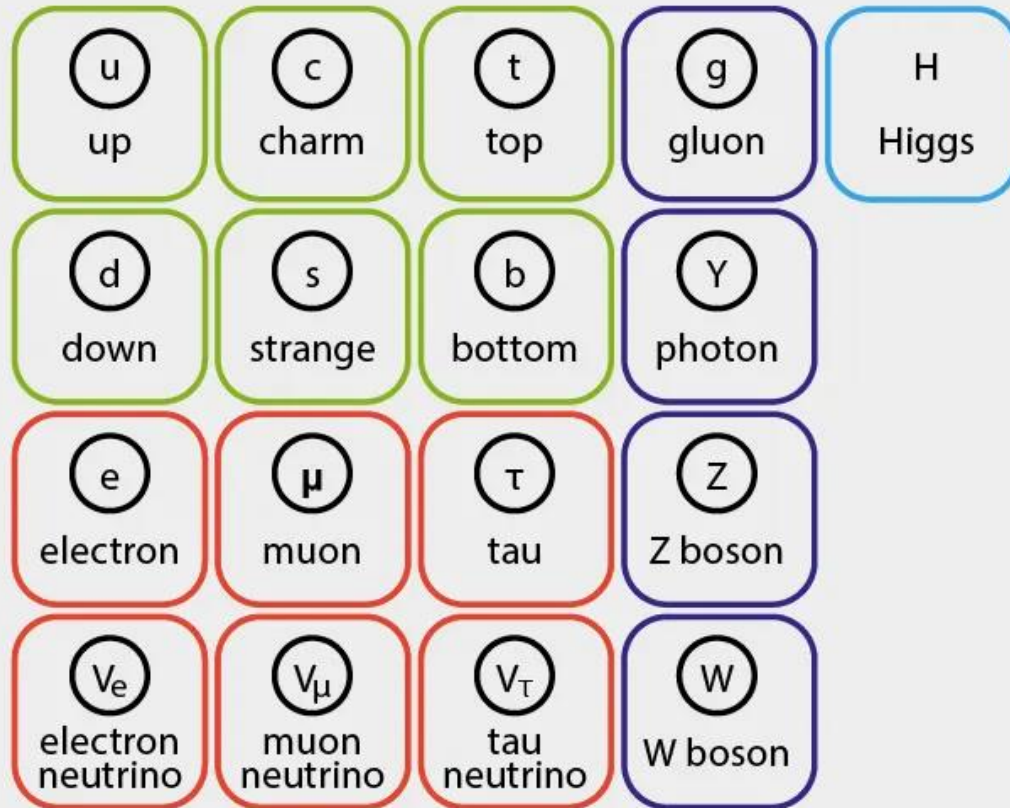 u
up
c
charm
t
top
g
gluon
H
Higgs
d
down
s
strange
b
bottom
Y
photon
e
electron
μ
muon
τ
tau
Z
Z boson
Ve
electron
neutrino
Vμ
muon
neutrino
Vτ
tau
neutrino
W
W boson